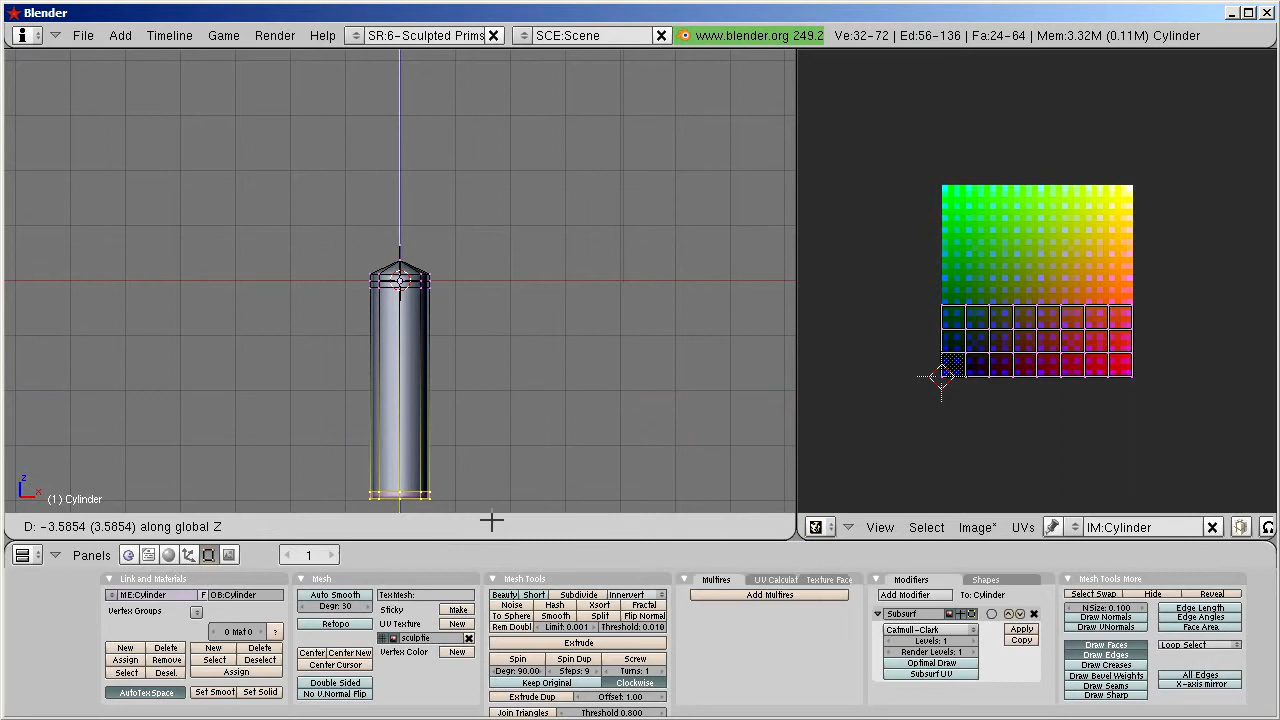 Blender
File Add Timeline Game Render Help SR:6-Sculpted Prims SCE:Scene www.blender.org 249.2 Ve:32-72 | Ed:56-136 | Fa:24-64 | Mem:3.32M (0.11M) Cylinder
z
x
(1) Cylinder
D: -3.5854 (3.5854) along global Z
View Select Image* UVs IM:Cylinder
Panels 1
Link and Materials Mesh Mesh Tools Multires UV Calculat Texture Face Modifiers Shapes Mesh Tools More
ME:Cylinder F OB:Cylinder Auto Smooth TexMesh: Beauty Short Subdivide Innervert Add Multires Add Modifier To: Cylinder Select Swap Hide Reveal
Vertex Groups Degr: 30 Sticky Make Noise Hash Xsort Fractal Subsurf NSize: 0.100 Edge Length
Retopo UV Texture New To Sphere Smooth Split Flip Normal Catmull-Clark Apply Draw Normals Edge Angles
0 Mat 0 ? sculptie Rem Doubl Limit: 0.001 Threshold: 0.010 Levels: 1 Copy Draw VNormals Face Area
New Delete New Delete Center Center New Vertex Color New Extrude Render Levels: 1 Draw Faces Loop Select
Assign Remove Select Deselect Center Cursor Spin Spin Dup Screw Optimal Draw Draw Edges
Select Desel. Assign Double Sided Degr: 90.00 Steps: 9 Turns: 1 Subsurf UV Draw Creases All Edges
AutoTexSpace Set Smoot Set Solid No V.Normal Flip Keep Original Clockwise Draw Bevel Weights X-axis mirror
Extrude Dup Offset: 1.00 Draw Seams
Join Triangles Threshold 0.800 Draw Sharp